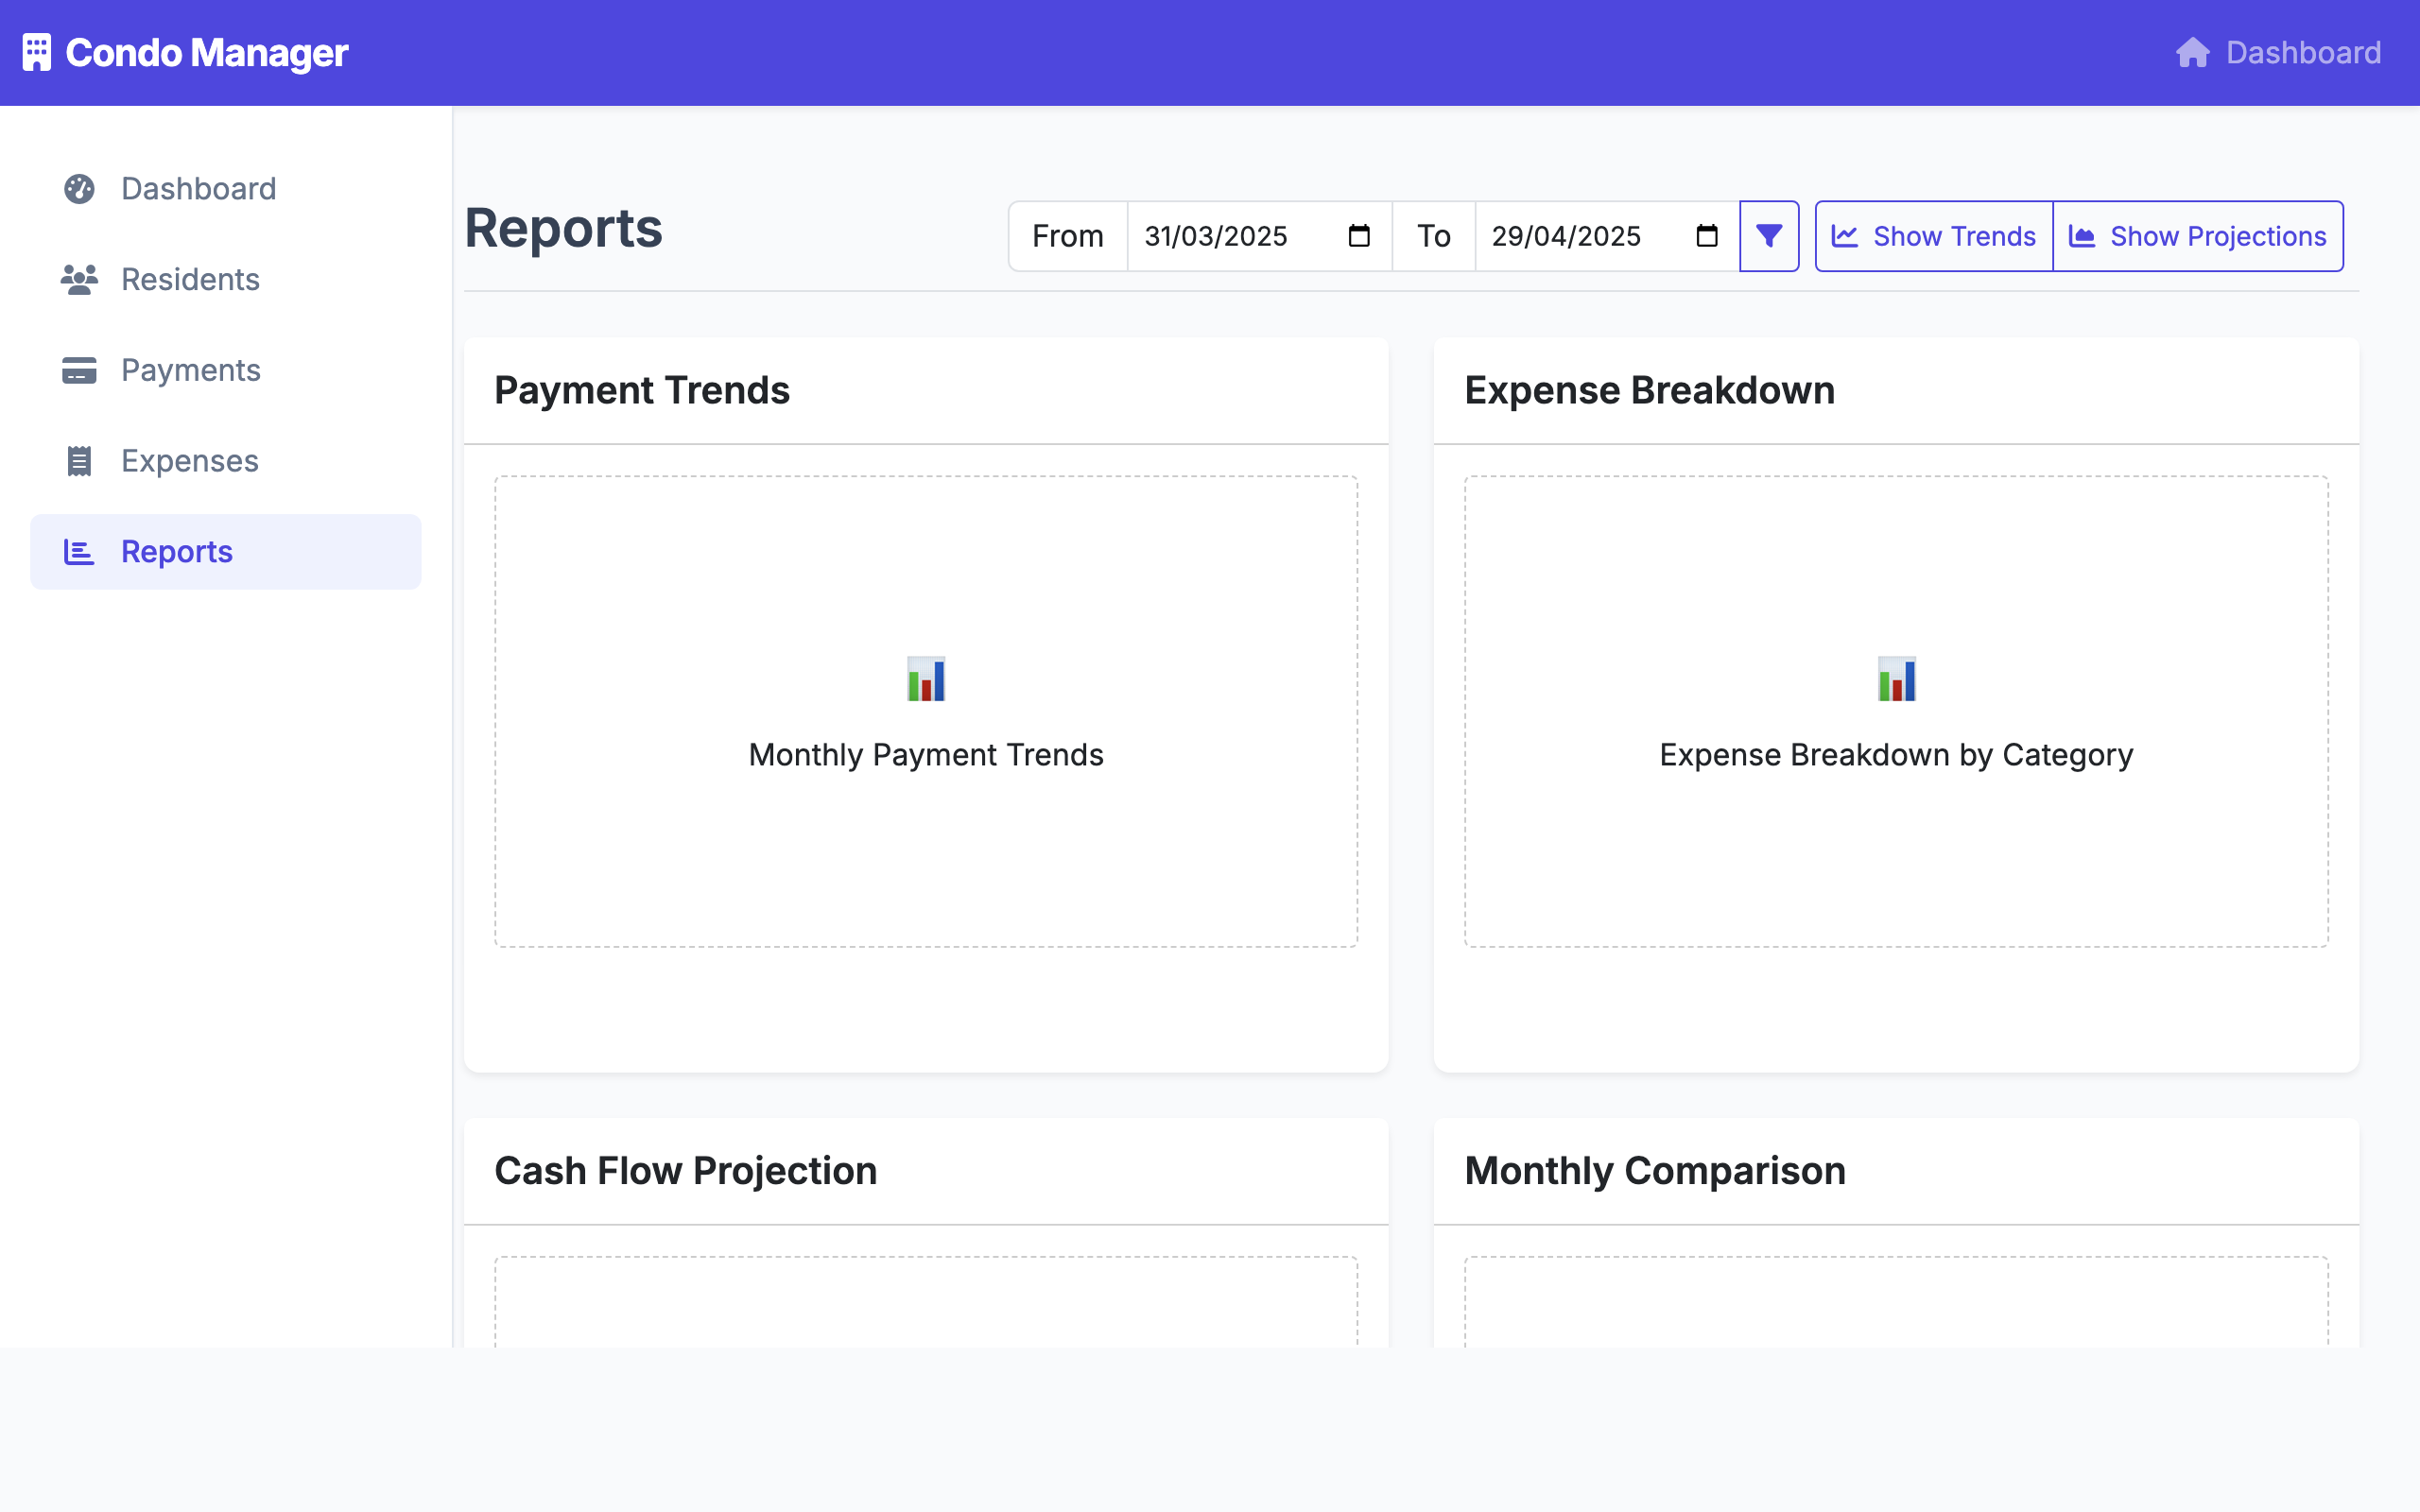 Condo Manager
Dashboard
Dashboard
Residents
Payments
Expenses
Reports
Reports
From 31/03/2025 To 29/04/2025 Show Trends Show Projections
Payment Trends
Monthly Payment Trends
Expense Breakdown
Expense Breakdown by Category
Cash Flow Projection
Monthly Comparison